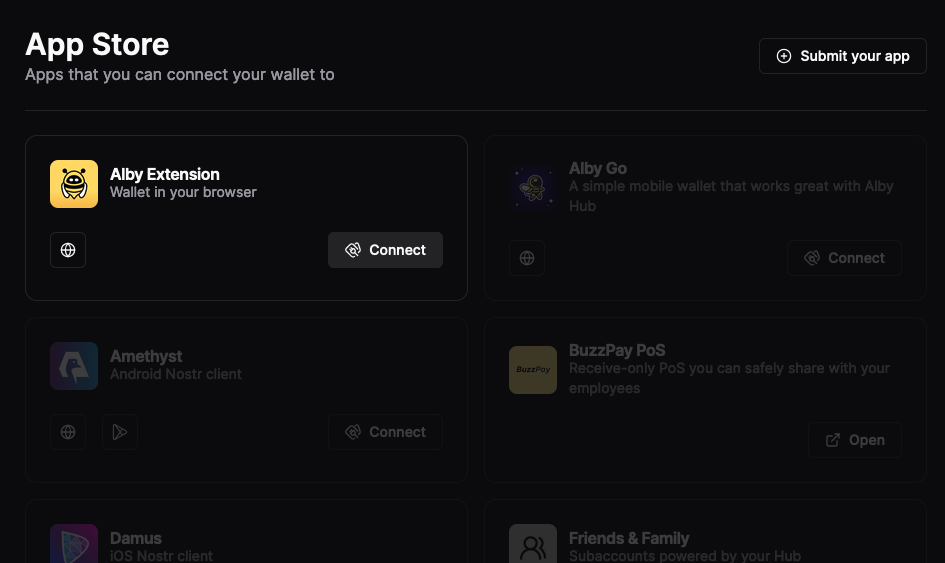 App Store
Apps that you can connect your wallet to
Submit your app
Alby Extension
Wallet in your browser
Connect
Alby Go
A simple mobile wallet that works great with Alby
Hub
Connect
Amethyst
Android Nostr client
Connect
BuzzPay
BuzzPay PoS
Receive-only PoS you can safely share with your
employees
Open
Damus
iOS Nostr client
Friends & Family
Subaccounts powered by your Hub